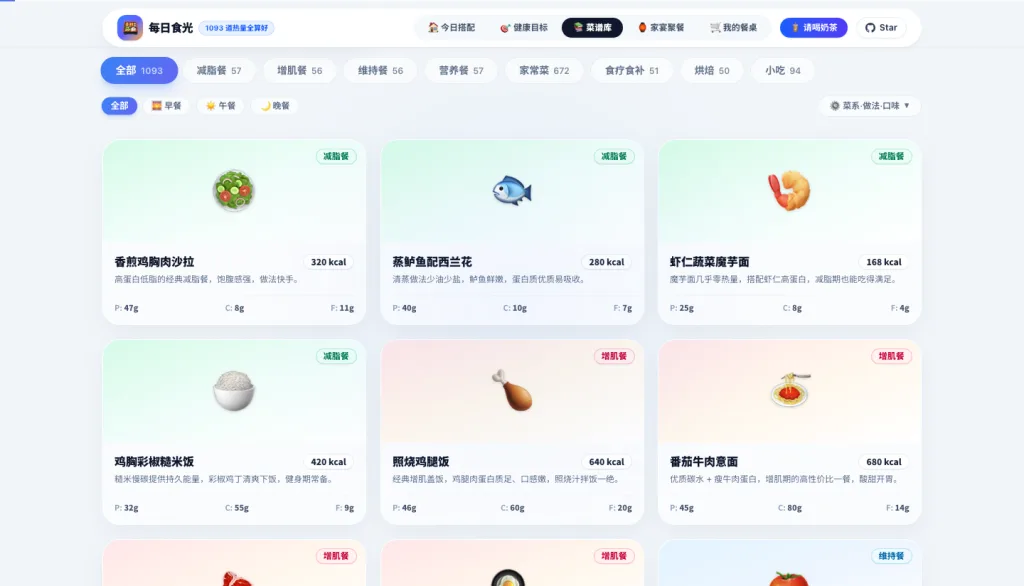 每日食光 1093 道热量全算好 今日搭配 健康目标 菜谱库 家宴聚餐 我的餐桌 请喝奶茶 Star
全部 1093 减脂餐 57 增肌餐 56 维持餐 56 营养餐 57 家常菜 672 食疗食补 51 烘焙 50 小吃 94
全部 早餐 午餐 晚餐 菜系·做法·口味 ▼
减脂餐
香煎鸡胸肉沙拉 320 kcal
高蛋白低脂的经典减脂餐，饱腹感强，做法快手。
P: 47g C: 8g F: 11g
减脂餐
蒸鲈鱼配西兰花 280 kcal
清蒸做法少油少盐，鲈鱼鲜嫩，蛋白质优质易吸收。
P: 40g C: 10g F: 7g
减脂餐
虾仁蔬菜魔芋面 168 kcal
魔芋面几乎零热量，搭配虾仁高蛋白，减脂期也能吃得满足。
P: 25g C: 8g F: 4g
减脂餐
鸡胸彩椒糙米饭 420 kcal
糙米慢碳提供持久能量，彩椒鸡丁清爽下饭，健身期常备。
P: 32g C: 55g F: 9g
增肌餐
照烧鸡腿饭 640 kcal
经典增肌盖饭，鸡腿肉蛋白质足、口感嫩，照烧汁拌饭一绝。
P: 46g C: 60g F: 20g
增肌餐
番茄牛肉意面 680 kcal
优质碳水 + 瘦牛肉蛋白，增肌期的高性价比一餐，酸甜开胃。
P: 45g C: 80g F: 14g
增肌餐
增肌餐
维持餐